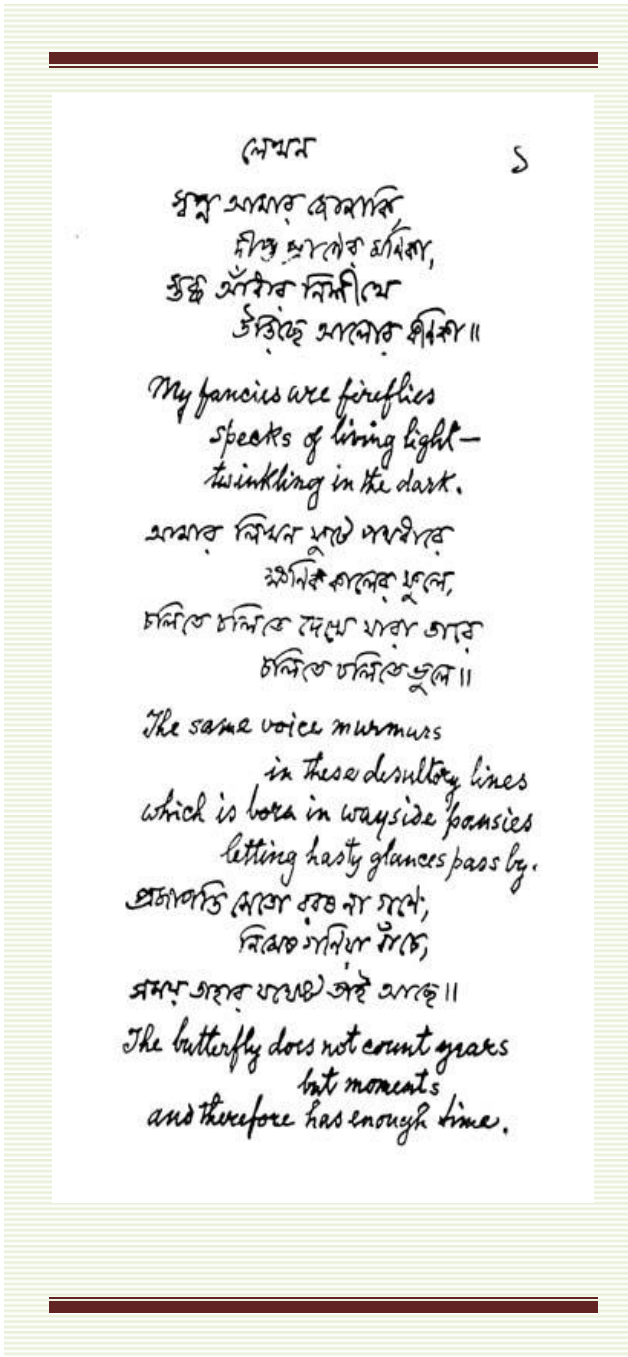 লেখন
১
স্বপ্ন আমার জোনাকি,
দীপ্ত প্রাণের মণিকা,
স্তব্ধ আঁধার নিশীথে
উড়িছে আলোর কণিকা॥
My fancies are fireflies
specks of living light—
twinkling in the dark.
আমার লিখন ফুটে পথধারে
ক্ষণিক কালের ফুলে,
চলিতে চলিতে দেখে যারা তারে
চলিতে চলিতে ভুলে॥
The same voice murmurs
in these desultory lines
which is born in wayside pansies
letting hasty glances pass by.
প্রজাপতি সেতো বরষ না গণে,
নিমেষ গণিয়া বাঁচে,
সময় তাহার যথেষ্ট তাই আছে॥
The butterfly does not count years
but moments
and therefore has enough time.